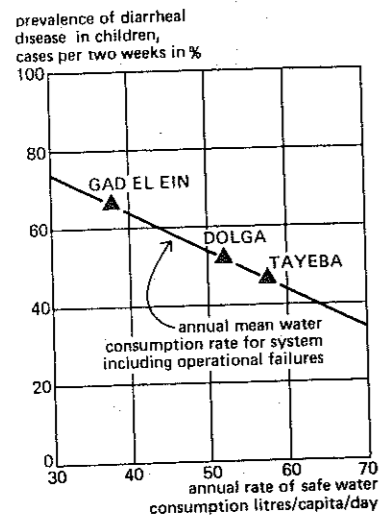 prevalence of diarrheal
disease in children,
cases per two weeks in %
100
80
60
40
20
0
GAD EL EIN
DOLGA
TAYEBA
annual mean water
consumption rate for system
including operational failures
30 40 50 60 70
annual rate of safe water
consumption litres/capita/day